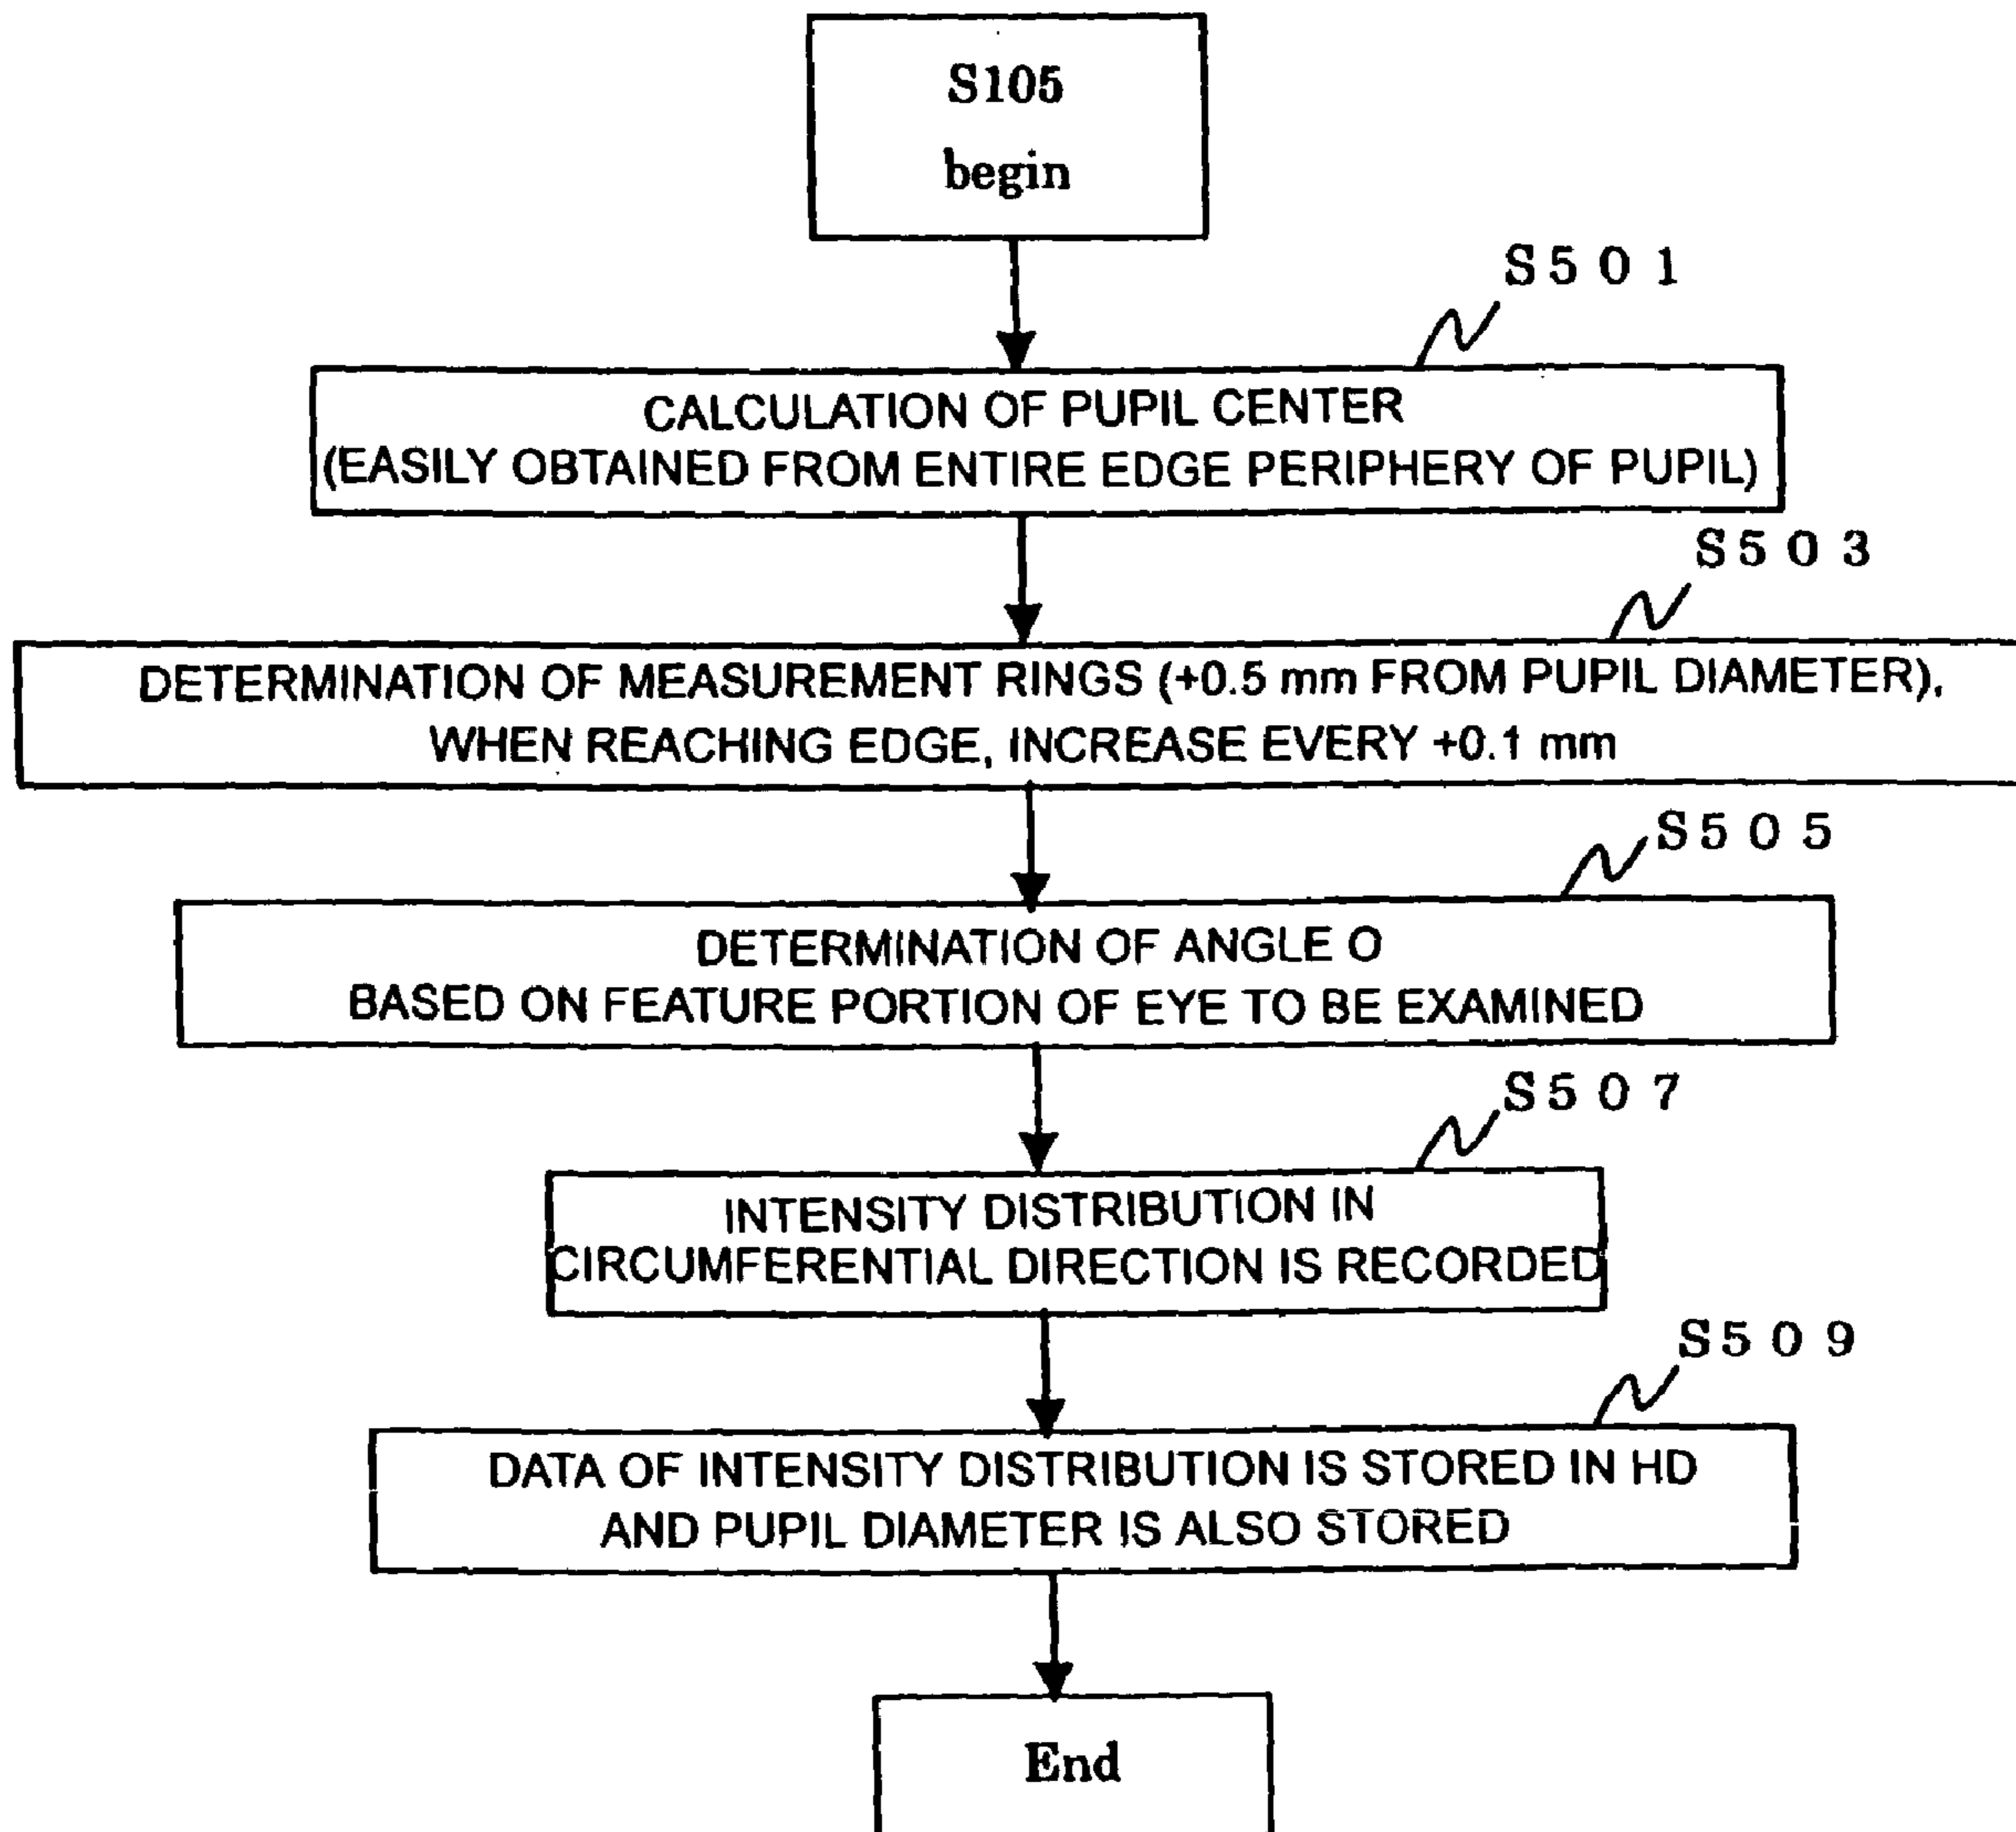 S105
begin
S501
CALCULATION OF PUPIL CENTER
(EASILY OBTAINED FROM ENTIRE EDGE PERIPHERY OF PUPIL)
S503
DETERMINATION OF MEASUREMENT RINGS (+0.5 mm FROM PUPIL DIAMETER),
WHEN REACHING EDGE, INCREASE EVERY +0.1 mm
S505
DETERMINATION OF ANGLE O
BASED ON FEATURE PORTION OF EYE TO BE EXAMINED
S507
INTENSITY DISTRIBUTION IN
CIRCUMFERENTIAL DIRECTION IS RECORDED
S509
DATA OF INTENSITY DISTRIBUTION IS STORED IN HD
AND PUPIL DIAMETER IS ALSO STORED
End